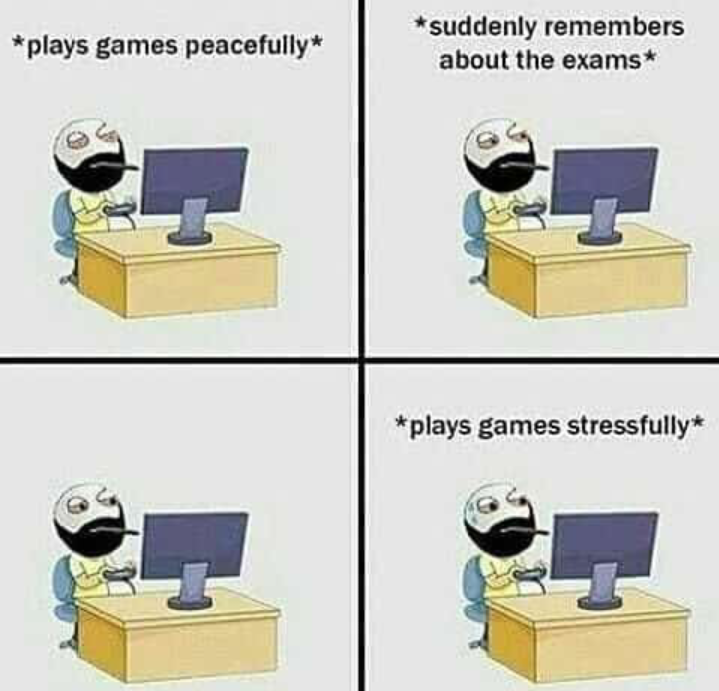 *plays games peacefully*
*suddenly remembers
about the exams*
*plays games stressfully*